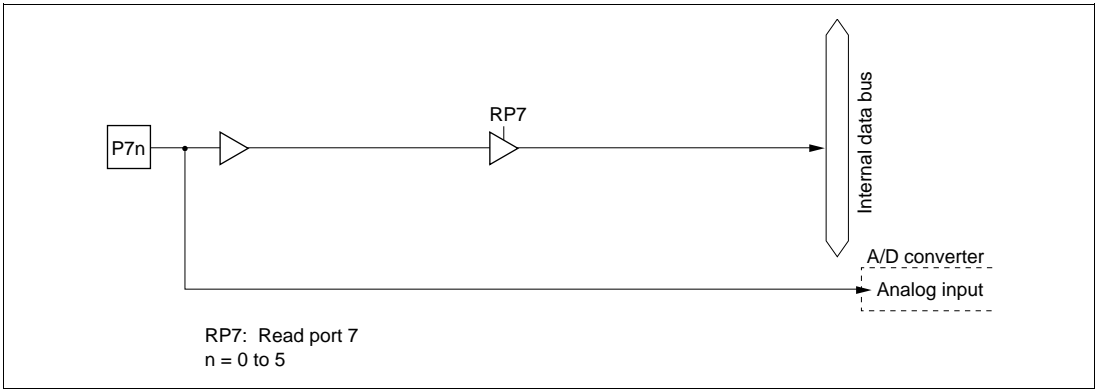 RP7
P7n
Internal data bus
A/D converter
Analog input
RP7: Read port 7
n = 0 to 5